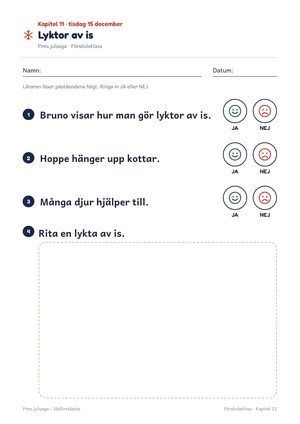 Kapitel 11 · tisdag 15 december
Lyktor av is
Pims julsaga · Förskoleklass
Namn:
Datum:
Läraren läser påståendena högt. Ringa in JA eller NEJ.
1 Bruno visar hur man gör lyktor av is.
JA NEJ
2 Hoppe hänger upp kottar.
JA NEJ
3 Många djur hjälper till.
JA NEJ
4 Rita en lykta av is.
Pims julsaga – läsförståelse
Förskoleklass · Kapitel 11